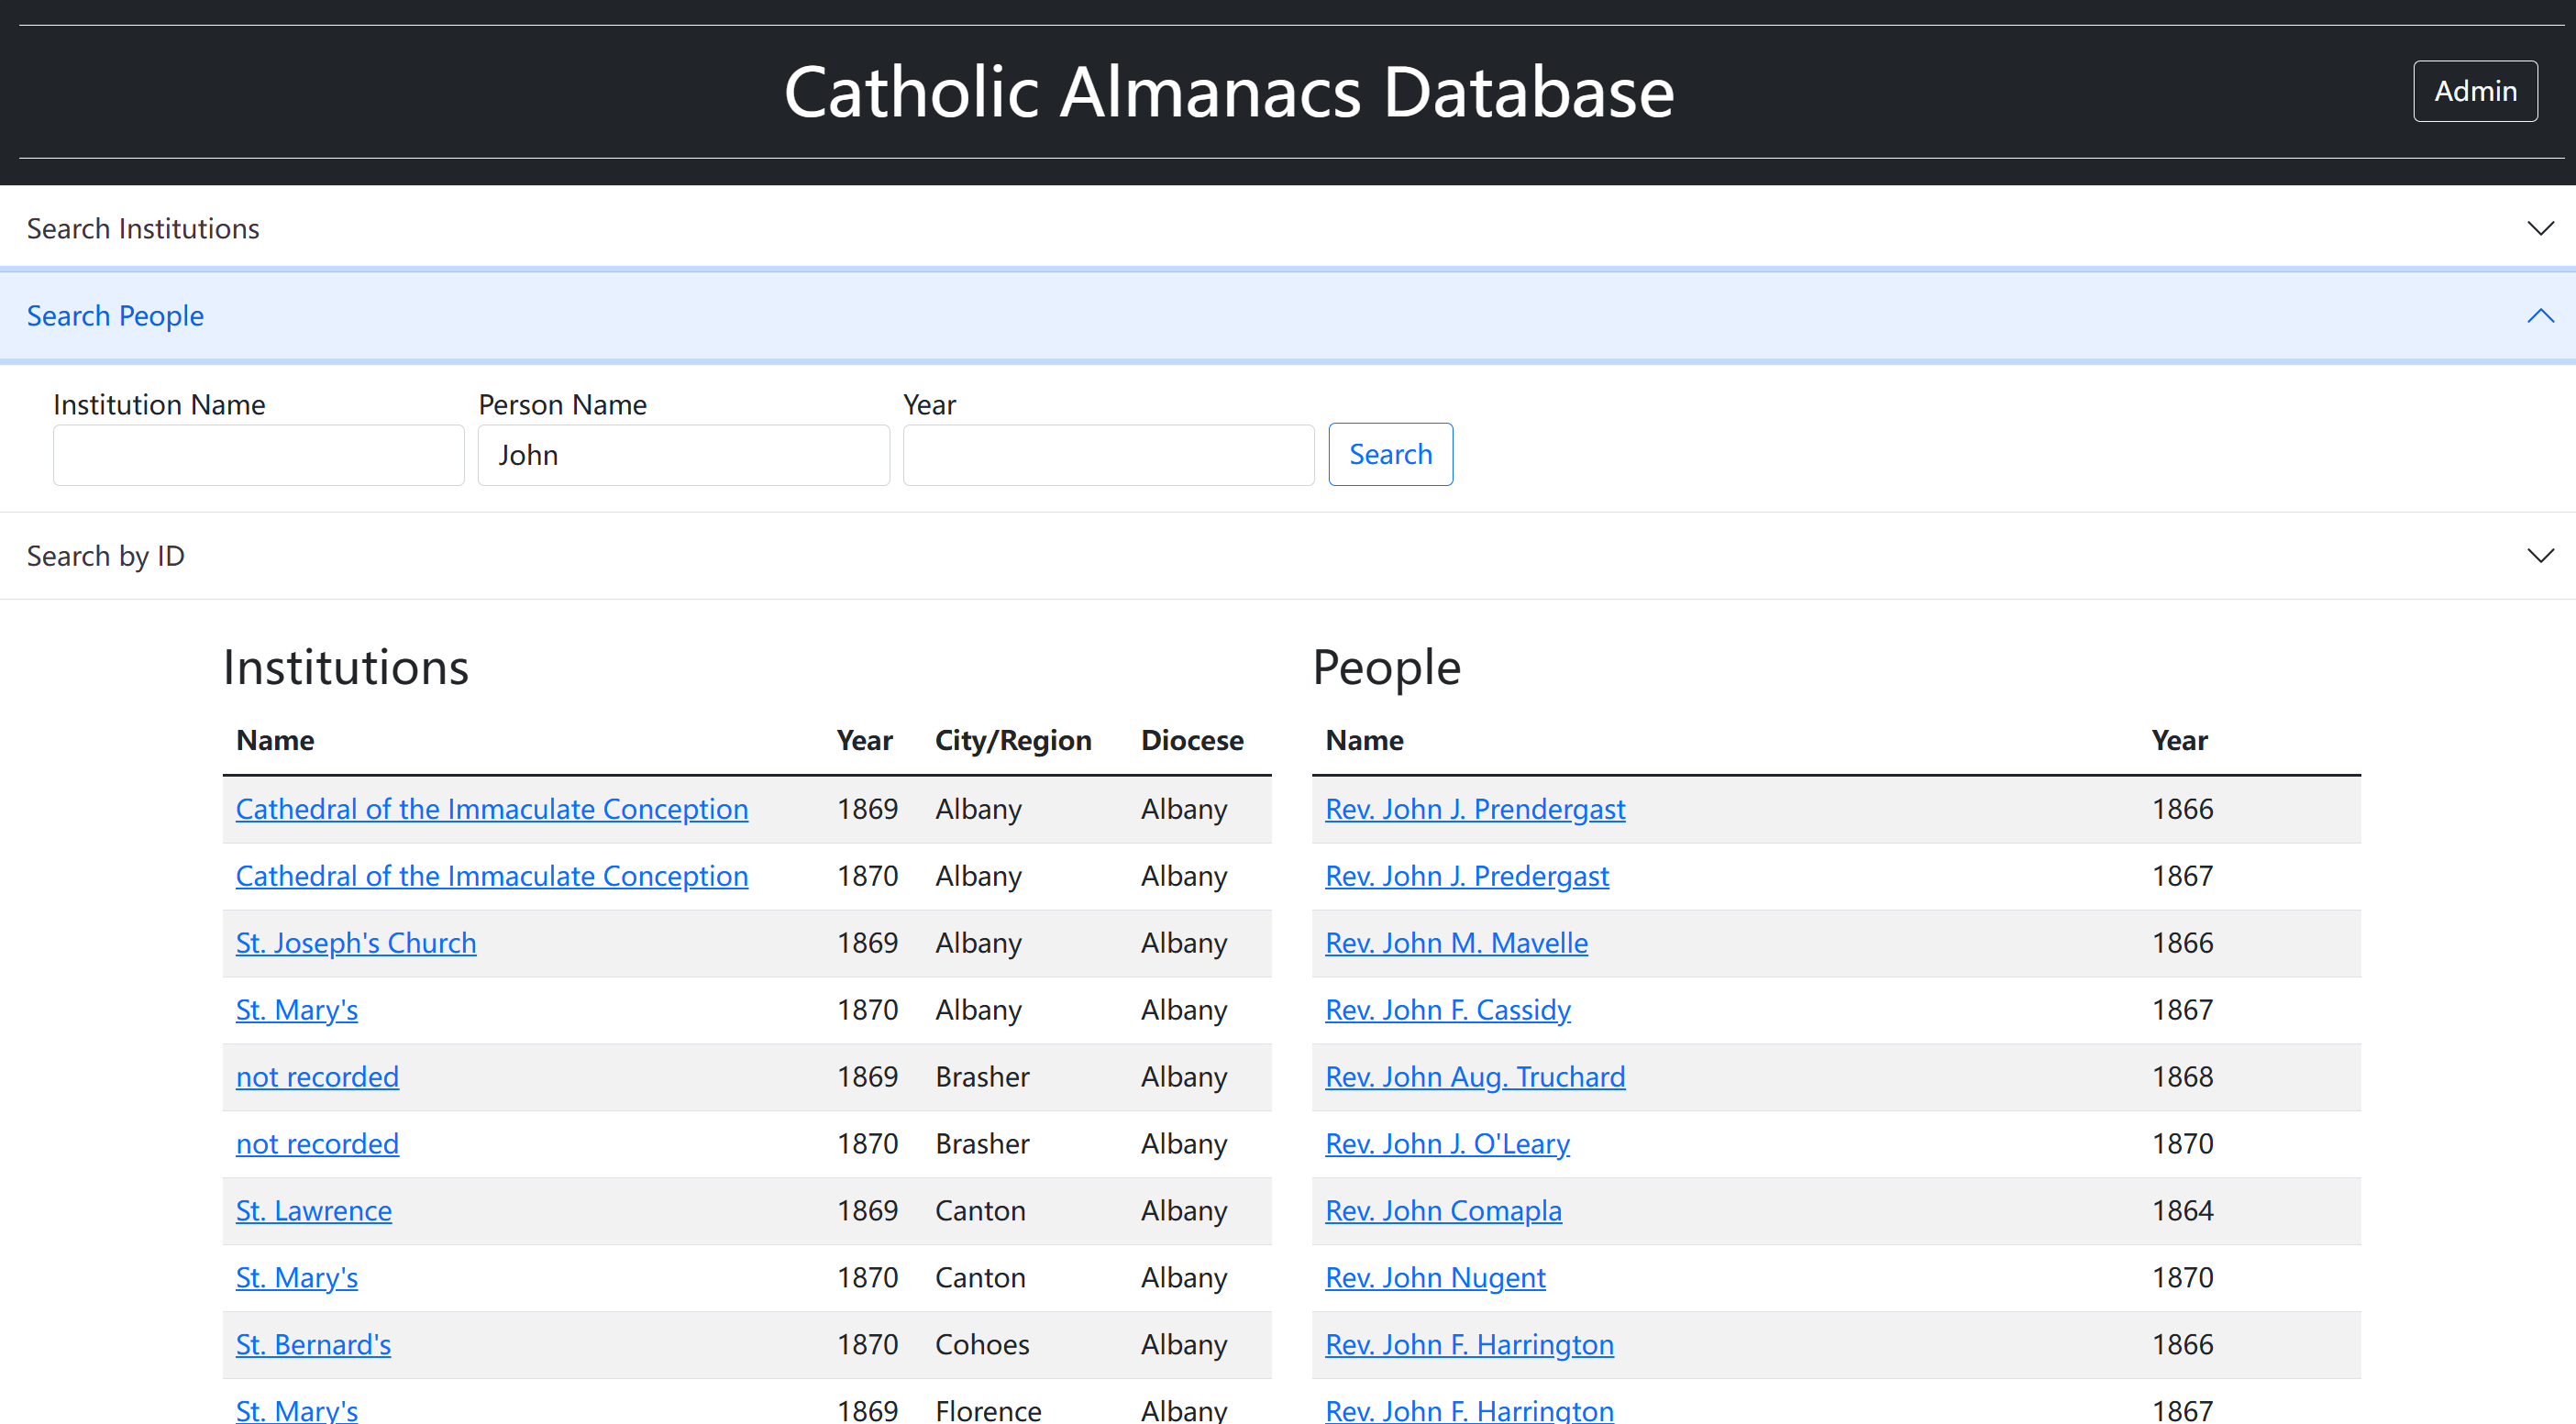 Catholic Almanacs Database
Admin
Search Institutions
Search People
Institution Name Person Name Year
John Search
Search by ID
Institutions
Name Year City/Region Diocese
Cathedral of the Immaculate Conception 1869 Albany Albany
Cathedral of the Immaculate Conception 1870 Albany Albany
St. Joseph's Church 1869 Albany Albany
St. Mary's 1870 Albany Albany
not recorded 1869 Brasher Albany
not recorded 1870 Brasher Albany
St. Lawrence 1869 Canton Albany
St. Mary's 1870 Canton Albany
St. Bernard's 1870 Cohoes Albany
St. Mary's 1869 Florence Albany
People
Name Year
Rev. John J. Prendergast 1866
Rev. John J. Predergast 1867
Rev. John M. Mavelle 1866
Rev. John F. Cassidy 1867
Rev. John Aug. Truchard 1868
Rev. John J. O'Leary 1870
Rev. John Comapla 1864
Rev. John Nugent 1870
Rev. John F. Harrington 1866
Rev. John F. Harrington 1867